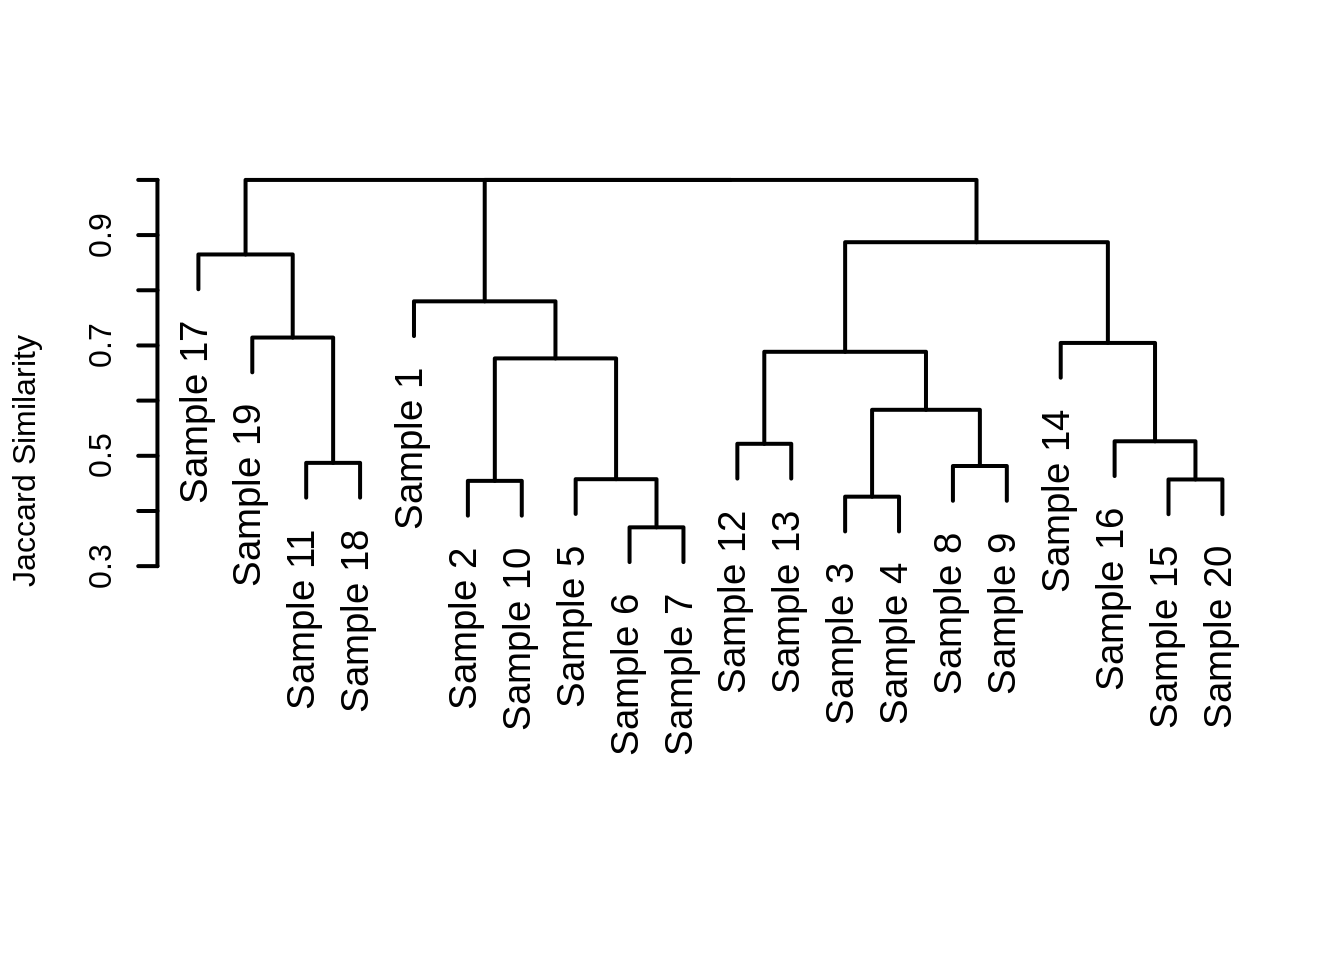 Jaccard Similarity
0.9
0.7
0.5
0.3
Sample 17
Sample 19
Sample 11
Sample 18
Sample 1
Sample 2
Sample 10
Sample 5
Sample 6
Sample 7
Sample 12
Sample 13
Sample 3
Sample 4
Sample 8
Sample 9
Sample 14
Sample 16
Sample 15
Sample 20